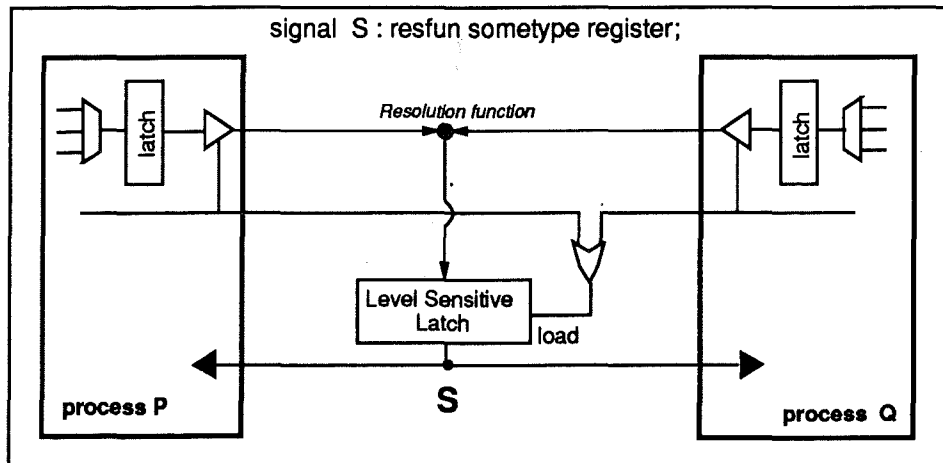 signal S : resfun sometype register;
Resolution function
latch
latch
Level Sensitive
Latch
load
S
process P
process Q